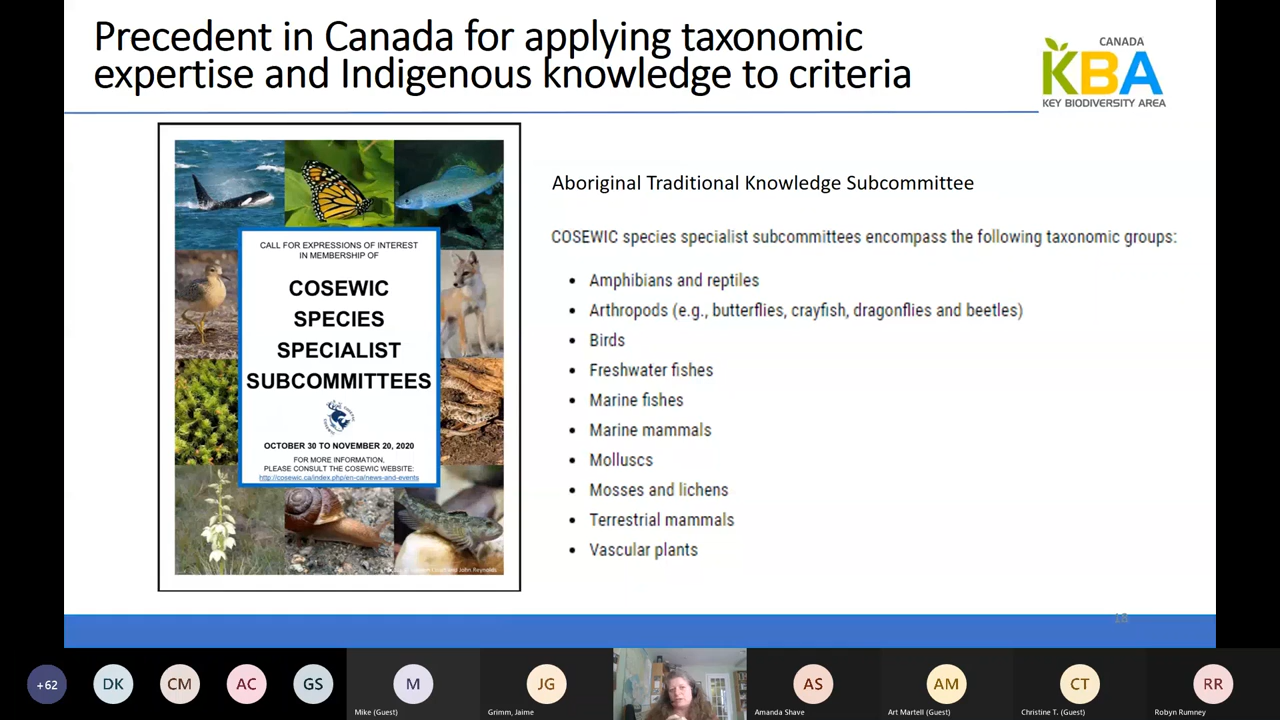 Precedent in Canada for applying taxonomic
expertise and Indigenous knowledge to criteria
CANADA
KBA
KEY BIODIVERSITY AREA
CALL FOR EXPRESSIONS OF INTEREST
IN MEMBERSHIP OF
COSEWIC
SPECIES
SPECIALIST
SUBCOMMITTEES
OCTOBER 30 TO NOVEMBER 20, 2020
FOR MORE INFORMATION,
PLEASE CONSULT THE COSEWIC WEBSITE:
http://cosewic.ca/index.php/en-ca/news-and-events
and John Reynolds
Aboriginal Traditional Knowledge Subcommittee
COSEWIC species specialist subcommittees encompass the following taxonomic groups:
• Amphibians and reptiles
• Arthropods (e.g., butterflies, crayfish, dragonflies and beetles)
• Birds
• Freshwater fishes
• Marine fishes
• Marine mammals
• Molluscs
• Mosses and lichens
• Terrestrial mammals
• Vascular plants
18
+62
DK
CM
AC
GS
M
Mike (Guest)
JG
Grimm, Jaime
AS
Amanda Shave
AM
Art Martell (Guest)
CT
Christine T. (Guest)
RR
Robyn Rumney